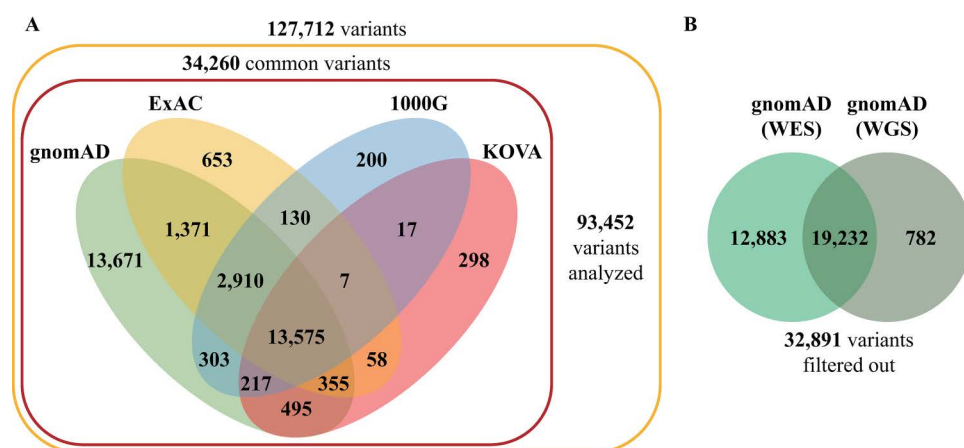 A
127,712 variants
34,260 common variants
ExAC
1000G
gnomAD
KOVA
653
200
130
1,371
17
13,671
2,910
7
298
13,575
303
58
217
355
495
93,452
variants
analyzed
B
gnomAD
(WES)
gnomAD
(WGS)
12,883
19,232
782
32,891 variants
filtered out